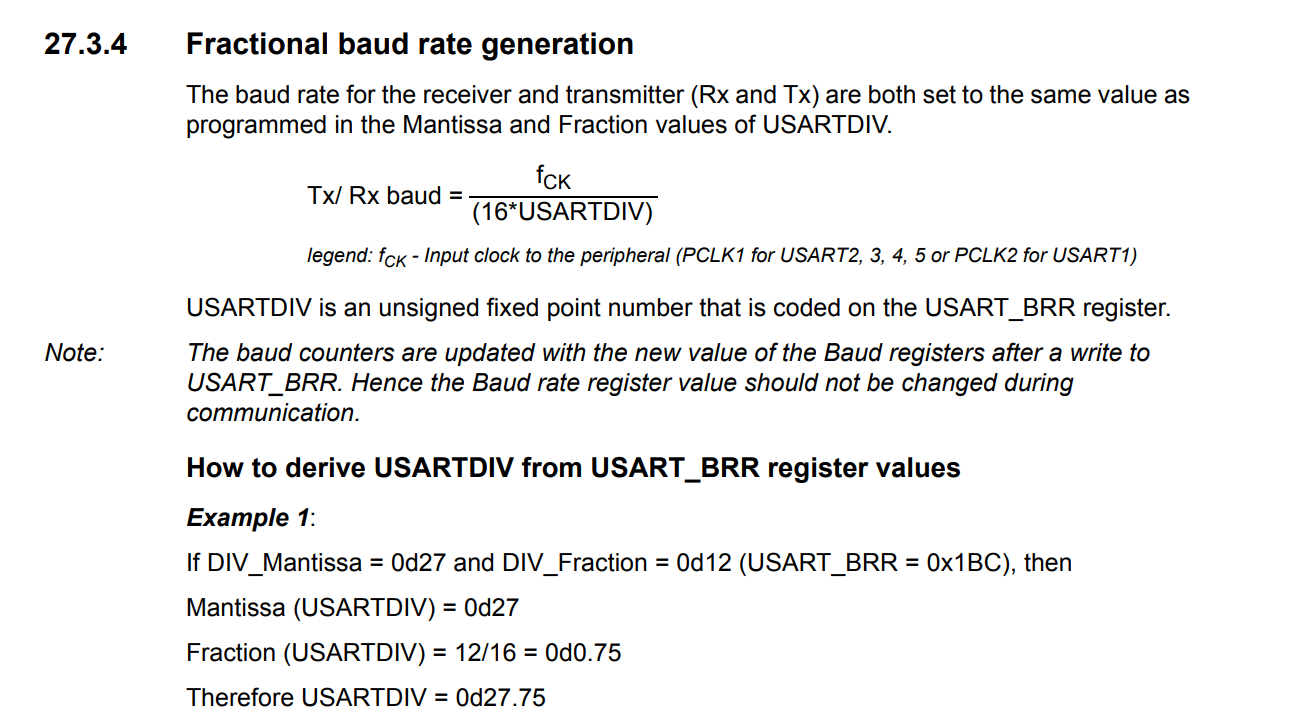 27.3.4 Fractional baud rate generation
The baud rate for the receiver and transmitter (Rx and Tx) are both set to the same value as
programmed in the Mantissa and Fraction values of USARTDIV.
fCK
Tx/ Rx baud =
(16*USARTDIV)
legend: fCK - Input clock to the peripheral (PCLK1 for USART2, 3, 4, 5 or PCLK2 for USART1)
USARTDIV is an unsigned fixed point number that is coded on the USART_BRR register.
Note: The baud counters are updated with the new value of the Baud registers after a write to
USART_BRR. Hence the Baud rate register value should not be changed during
communication.
How to derive USARTDIV from USART_BRR register values
Example 1:
If DIV_Mantissa = 0d27 and DIV_Fraction = 0d12 (USART_BRR = 0x1BC), then
Mantissa (USARTDIV) = 0d27
Fraction (USARTDIV) = 12/16 = 0d0.75
Therefore USARTDIV = 0d27.75